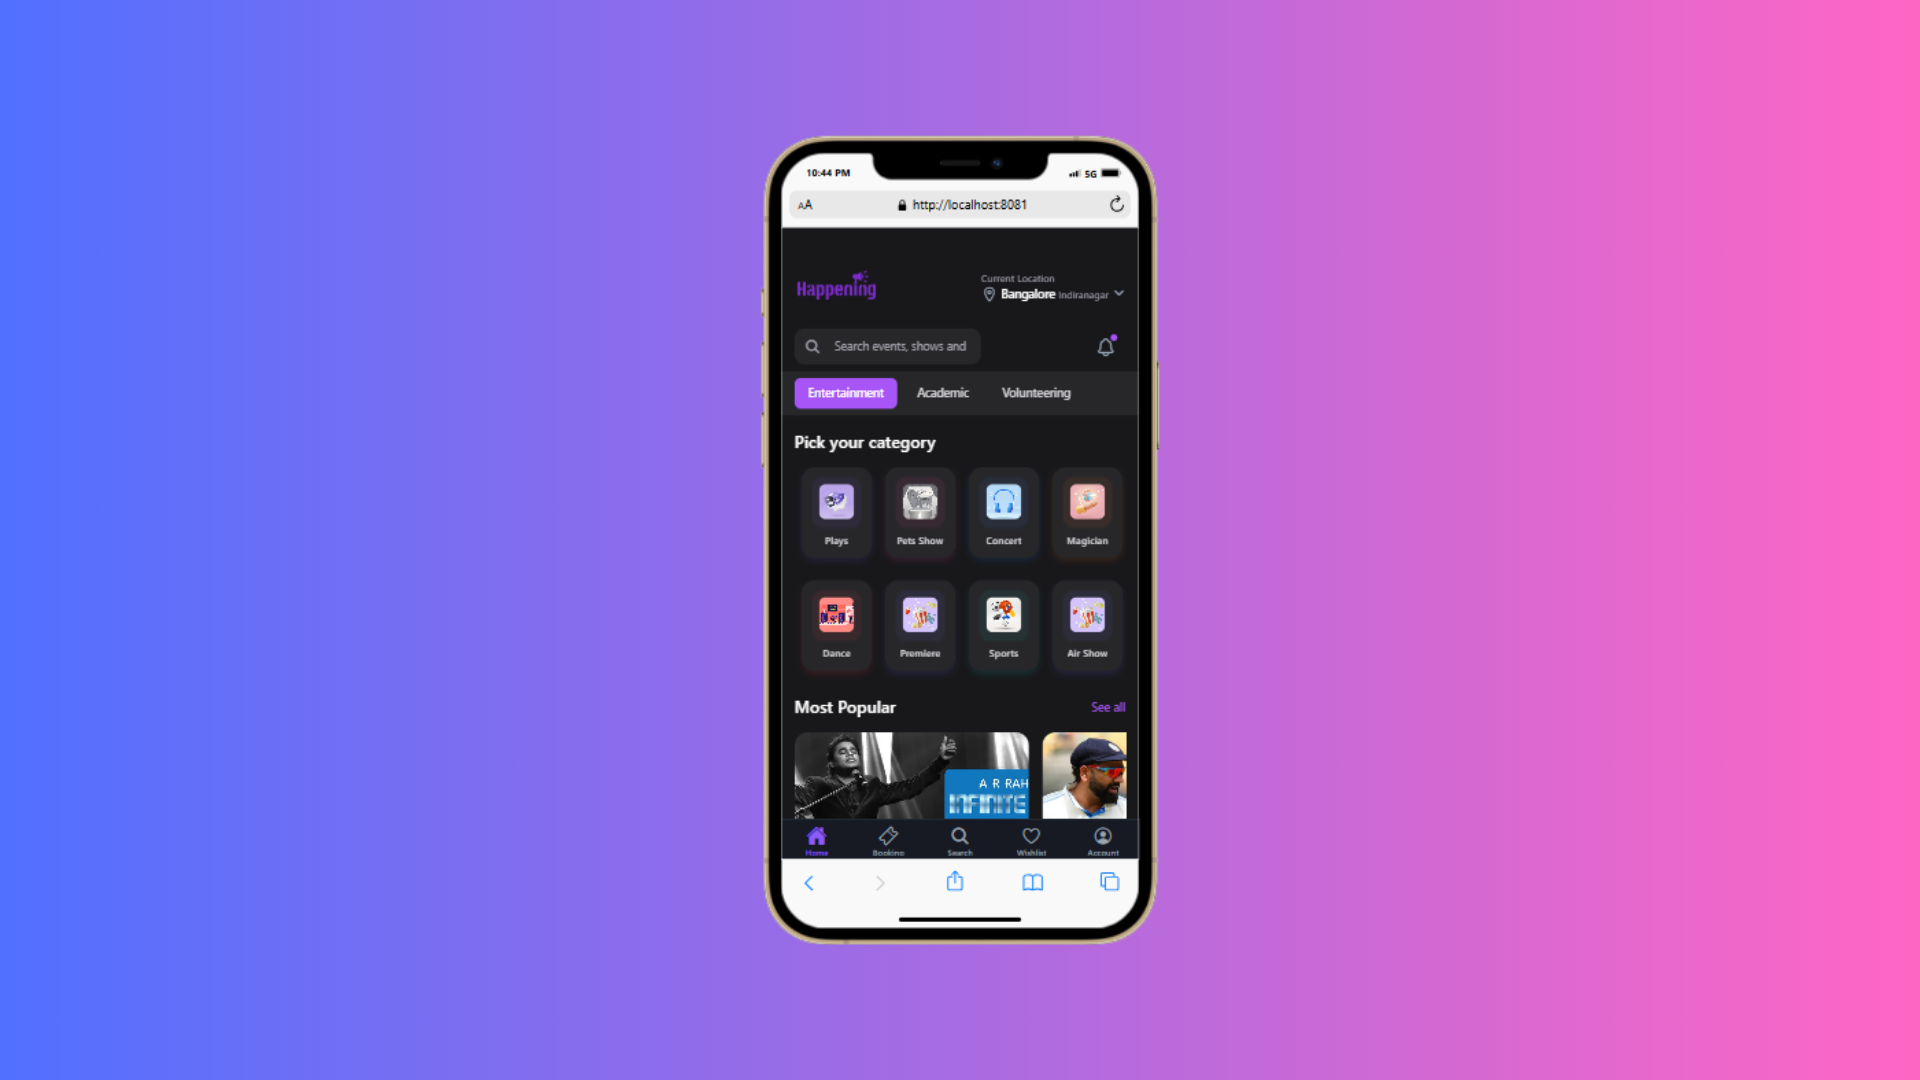 10:44 PM
5G
AA
http://localhost:8081
Happening
Current Location
Bangalore Indiranagar
Search events, shows and
Entertainment Academic Volunteering
Pick your category
Plays Pets Show Concert Magician
Dance Premiere Sports Air Show
Most Popular See all
A R RAH
INFINITE
Home Booking Search Wishlist Account